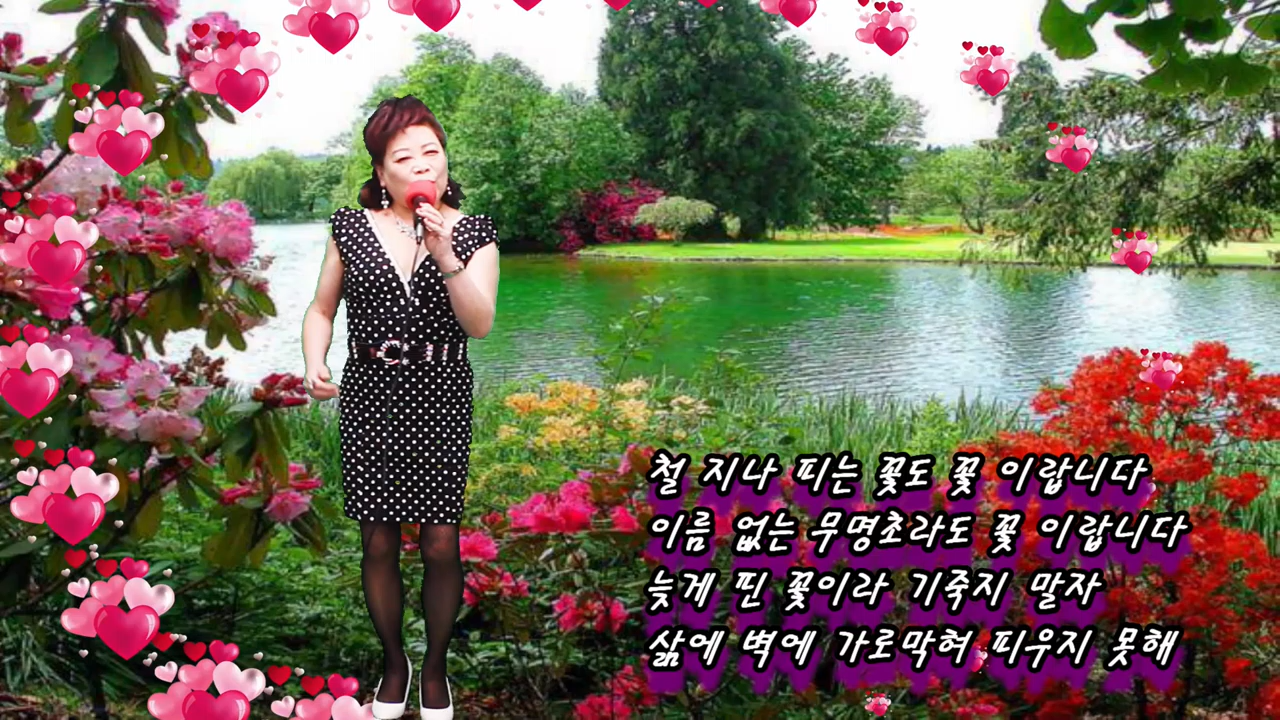 철 지나 피는 꽃도 꽃 이랍니다
이름 없는 무명초라도 꽃 이랍니다
늦게 핀 꽃이라 기죽지 말자
삶에 벽에 가로막혀 피우지 못해